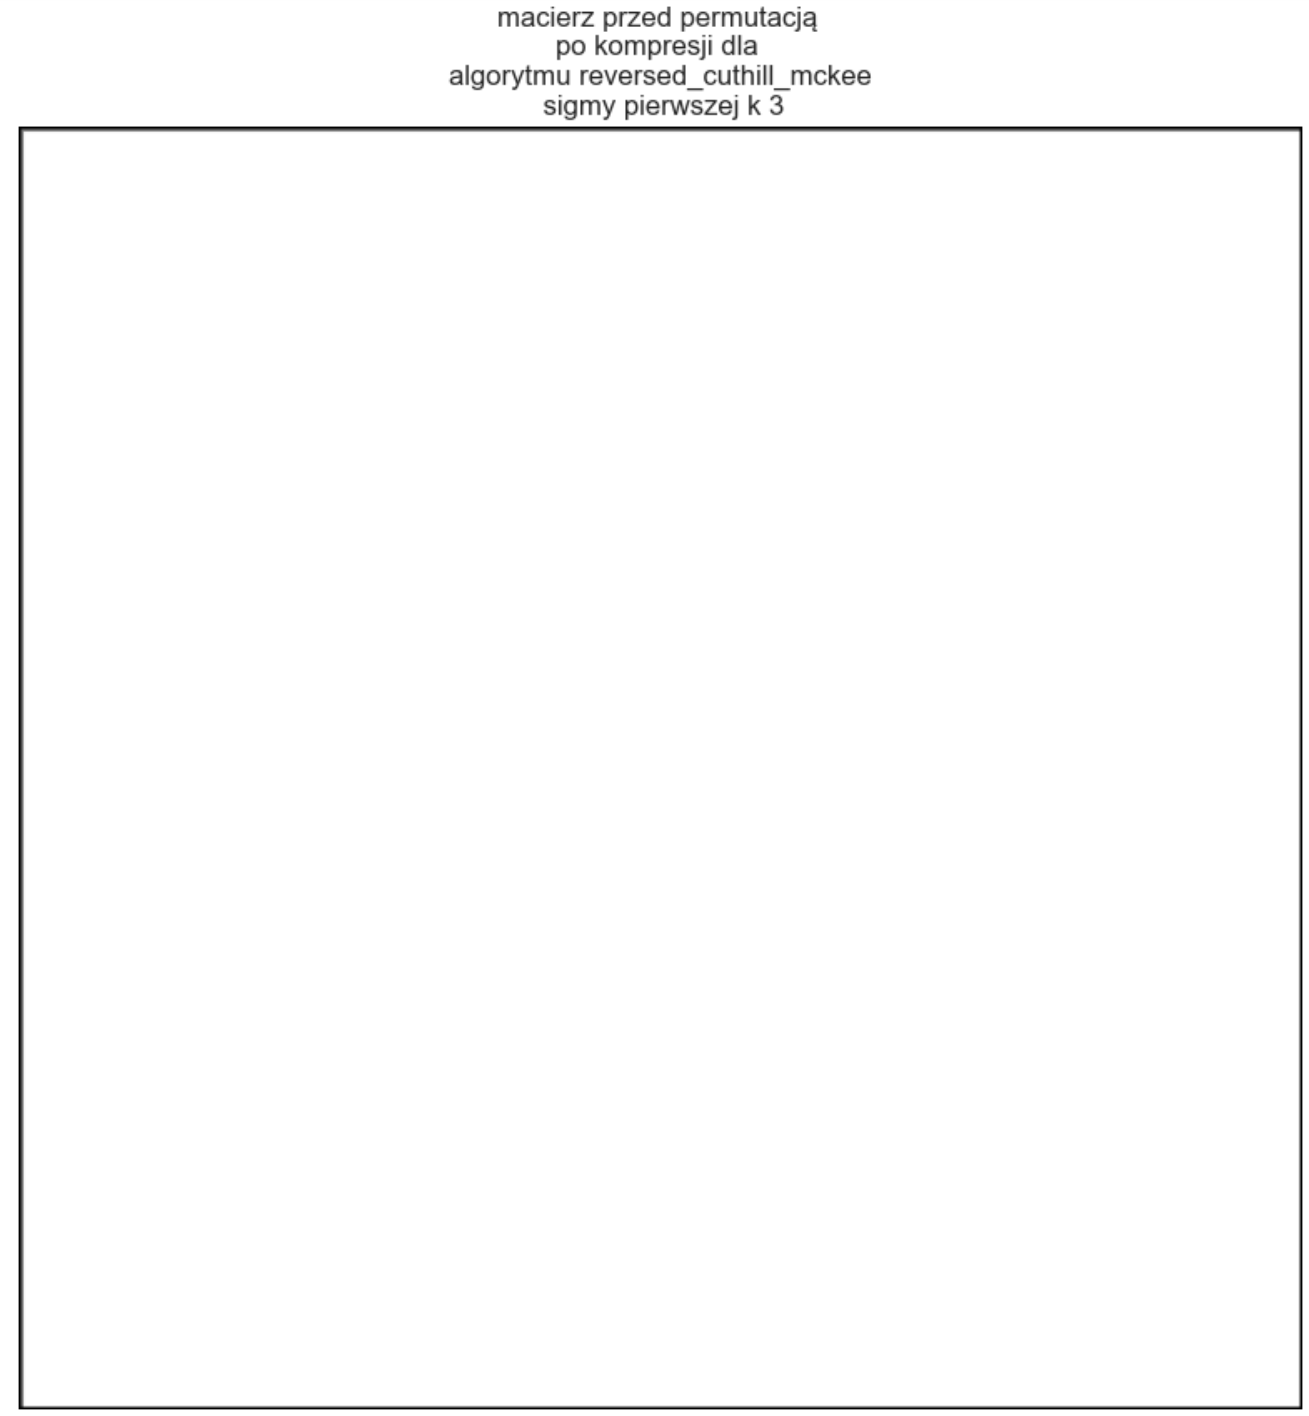 macierz przed permutacją
po kompresji dla
algorytmu reversed_cuthill_mckee
sigmy pierwszej k 3